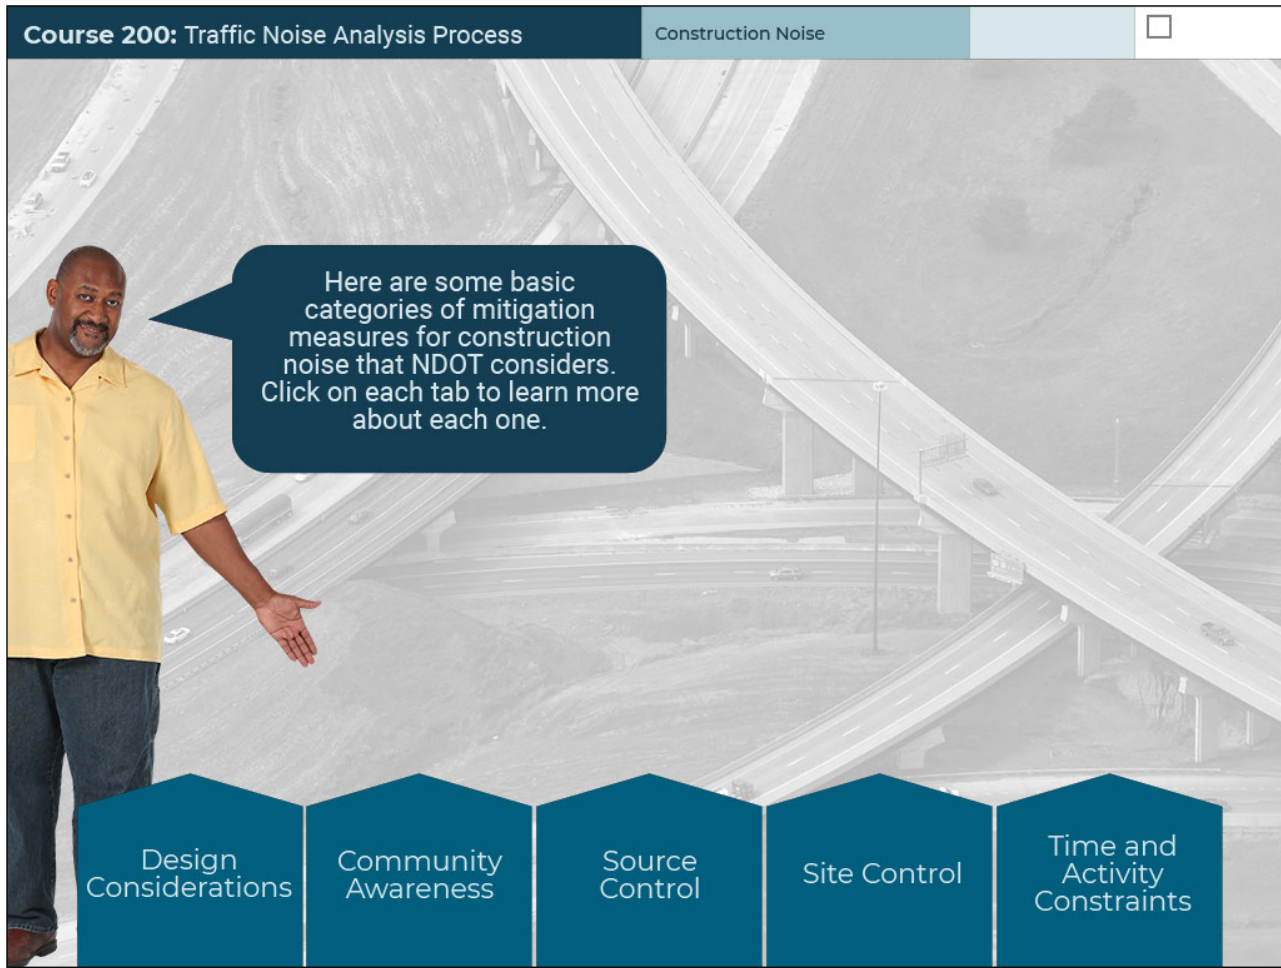 Course 200: Traffic Noise Analysis Process
Construction Noise
Here are some basic
categories of mitigation
measures for construction
noise that NDOT considers.
Click on each tab to learn more
about each one.
Design
Considerations
Community
Awareness
Source
Control
Site Control
Time and
Activity
Constraints